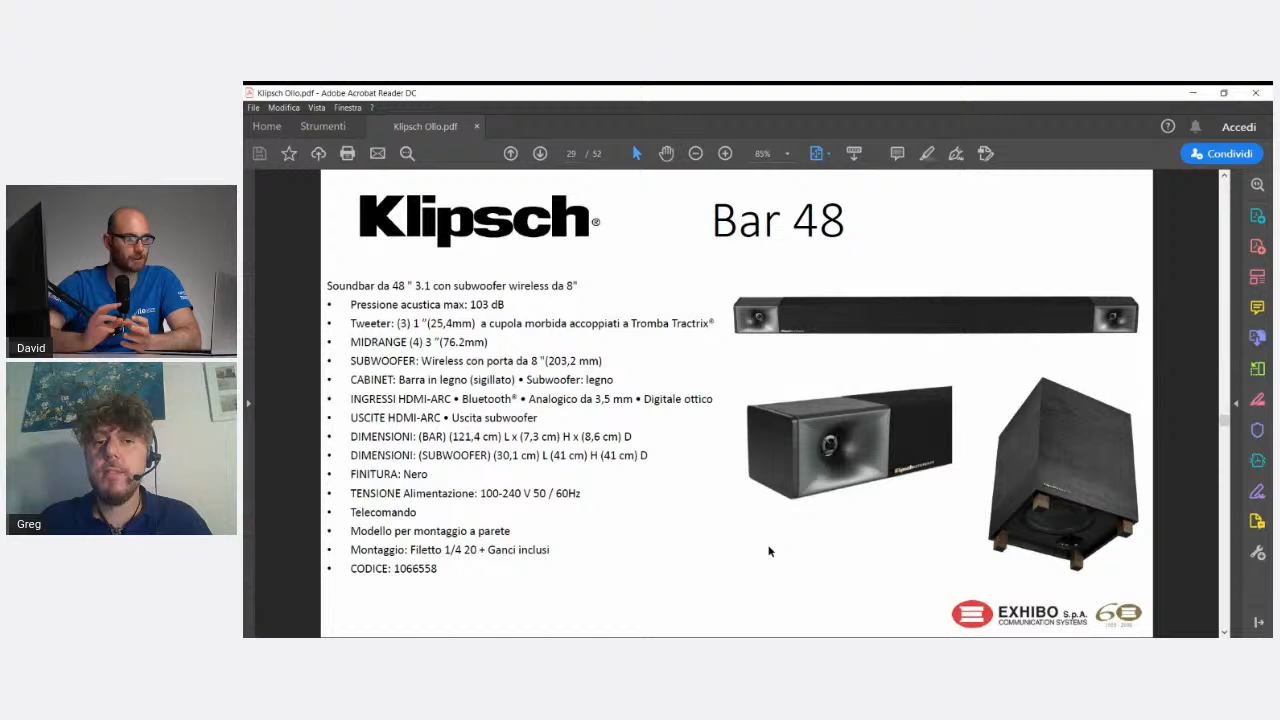 Klipsch Ollo.pdf - Adobe Acrobat Reader DC
File Modifica Vista Finestra ?
Home Strumenti Klipsch Ollo.pdf × Accedi
29 / 52 85% Condividi
Klipsch® Bar 48
Soundbar da 48 " 3.1 con subwoofer wireless da 8"
• Pressione acustica max: 103 dB
• Tweeter: (3) 1 "(25,4mm) a cupola morbida accoppiati a Tromba Tractrix®
• MIDRANGE (4) 3 "(76.2mm)
• SUBWOOFER: Wireless con porta da 8 "(203,2 mm)
• CABINET: Barra in legno (sigillato) • Subwoofer: legno
• INGRESSI HDMI-ARC • Bluetooth® • Analogico da 3,5 mm • Digitale ottico
• USCITE HDMI-ARC • Uscita subwoofer
• DIMENSIONI: (BAR) (121,4 cm) L x (7,3 cm) H x (8,6 cm) D
• DIMENSIONI: (SUBWOOFER) (30,1 cm) L (41 cm) H (41 cm) D
• FINITURA: Nero
• TENSIONE Alimentazione: 100-240 V 50 / 60Hz
• Telecomando
• Modello per montaggio a parete
• Montaggio: Filetto 1/4 20 + Ganci inclusi
• CODICE: 1066558
Klipsch
EXHIBO S.p.A.
COMMUNICATION SYSTEMS
60
David
Greg